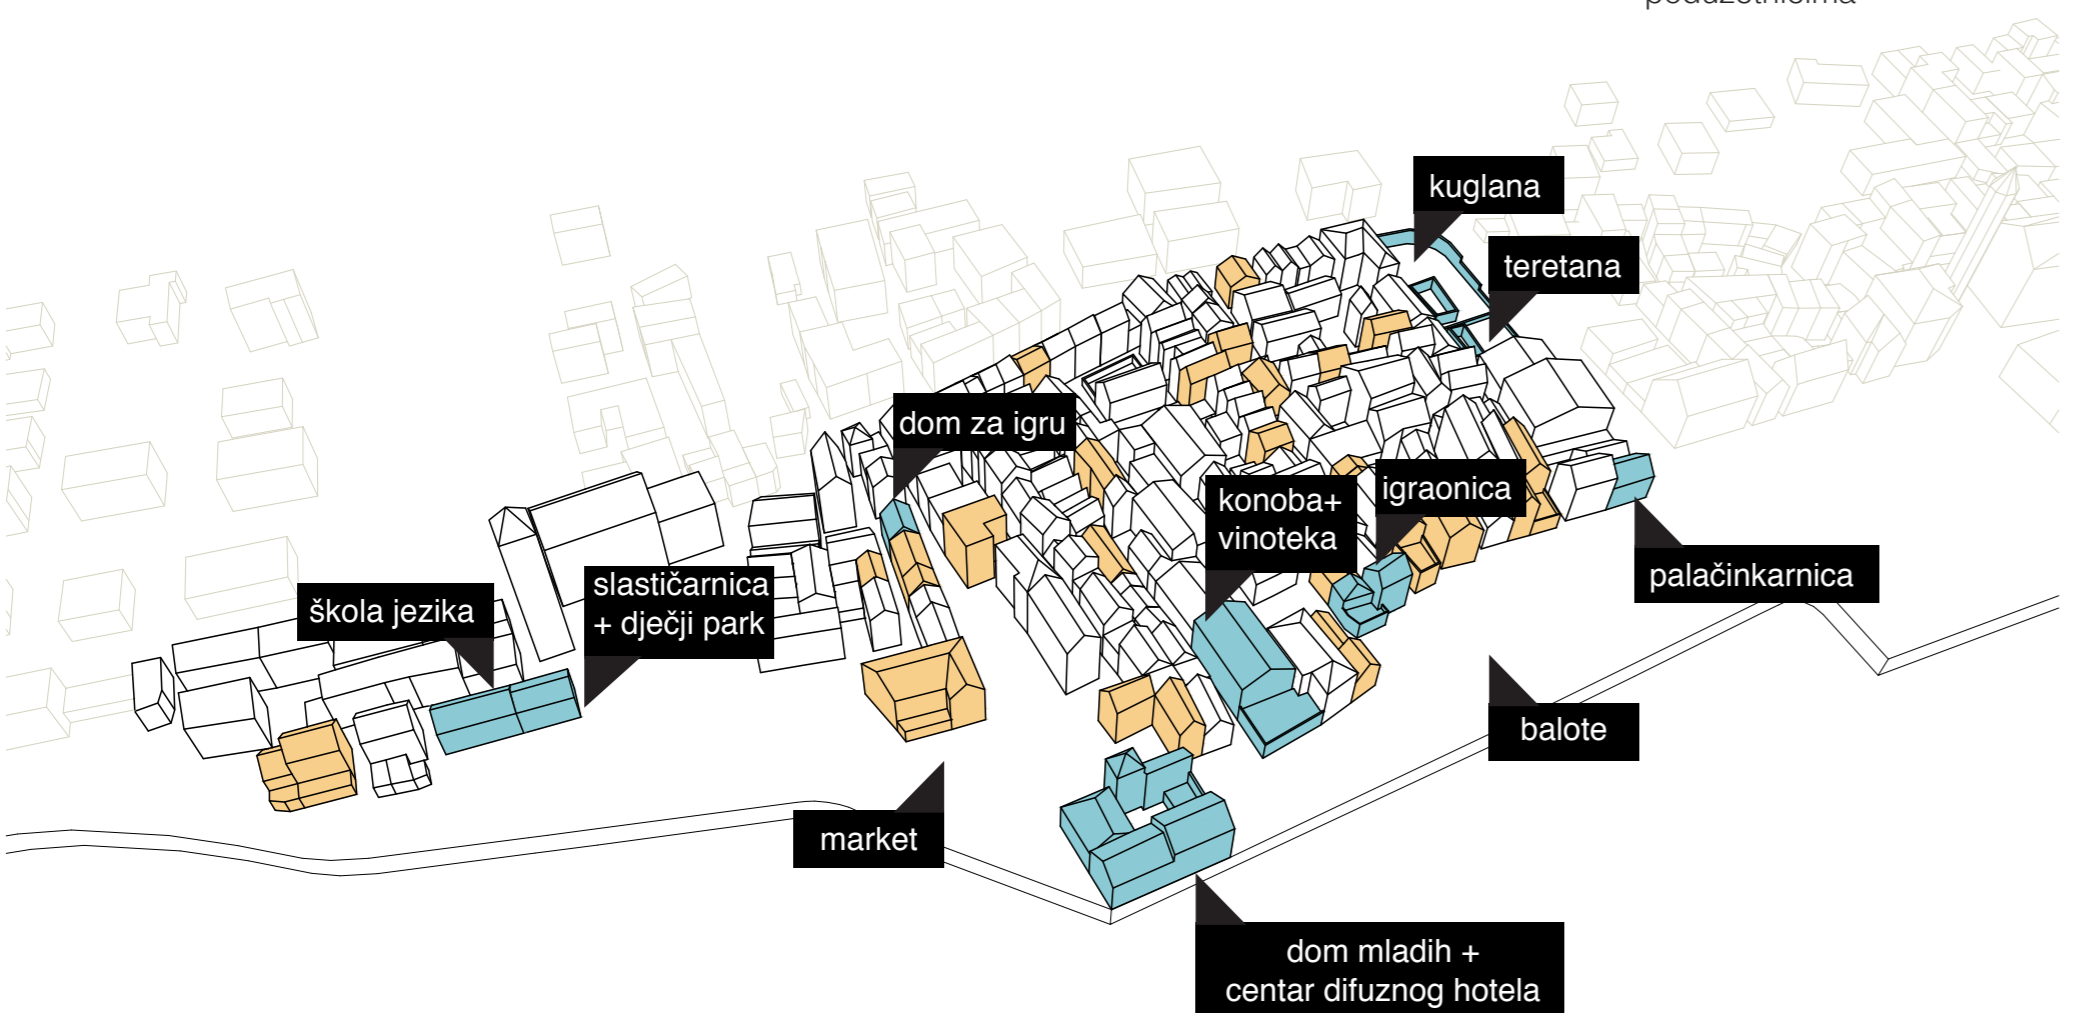 kuglana
teretana
dom za igru
konoba+
vinoteka
igraonica
palačinkarnica
škola jezika
slastičarnica
+ dječji park
balote
market
dom mladih +
centar difuznog hotela